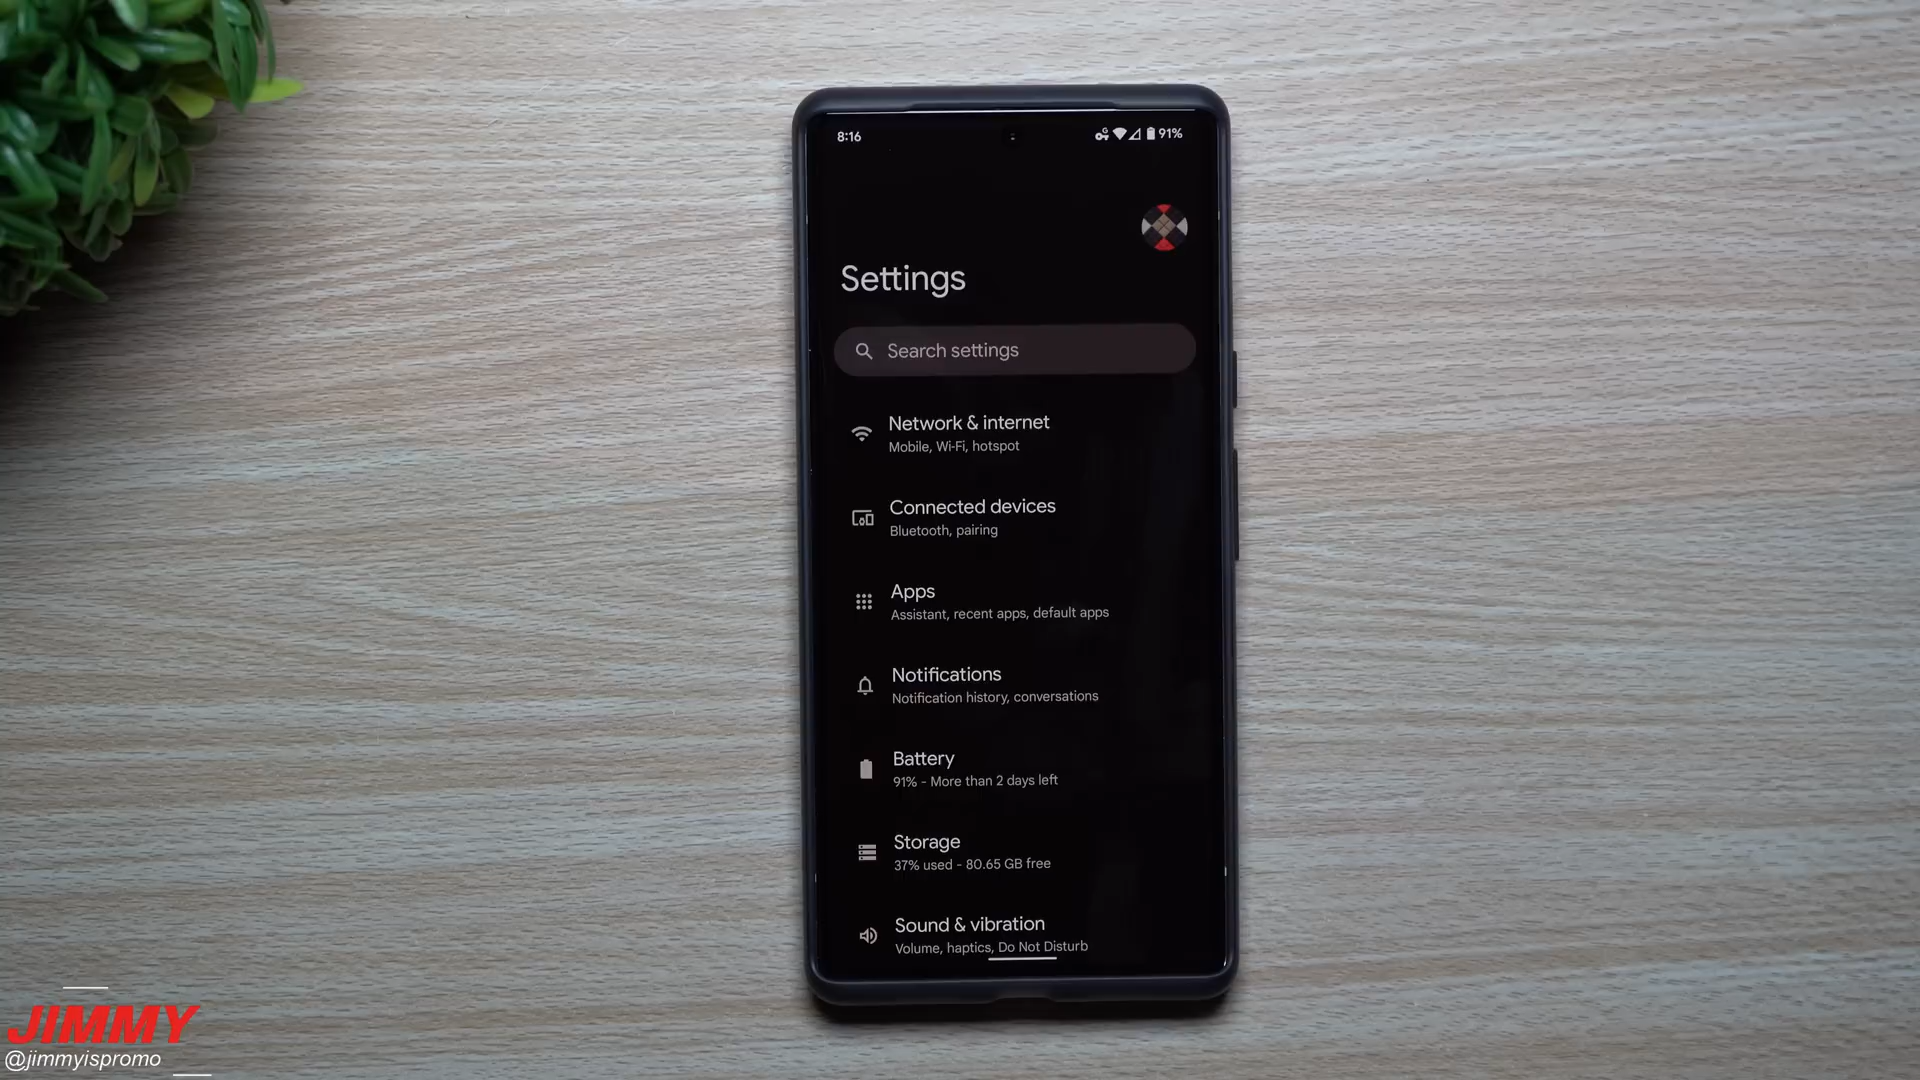 8:16
91%
Settings
Search settings
Network & internet
Mobile, Wi-Fi, hotspot
Connected devices
Bluetooth, pairing
Apps
Assistant, recent apps, default apps
Notifications
Notification history, conversations
Battery
91% - More than 2 days left
Storage
37% used - 80.65 GB free
Sound & vibration
Volume, haptics, Do Not Disturb
JIMMY
@jimmyispromo